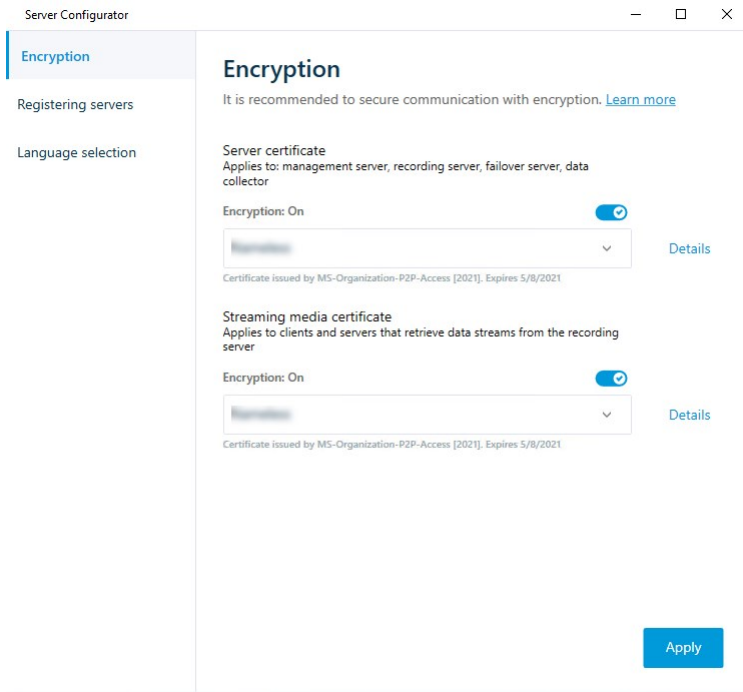 Server Configurator
Encryption
Registering servers
Language selection
Encryption
It is recommended to secure communication with encryption. Learn more
Server certificate
Applies to: management server, recording server, failover server, data
collector
Encryption: On
Details
Certificate issued by MS-Organization-P2P-Access [2021]. Expires 5/8/2021
Streaming media certificate
Applies to clients and servers that retrieve data streams from the recording
server
Encryption: On
Details
Certificate issued by MS-Organization-P2P-Access [2021]. Expires 5/8/2021
Apply